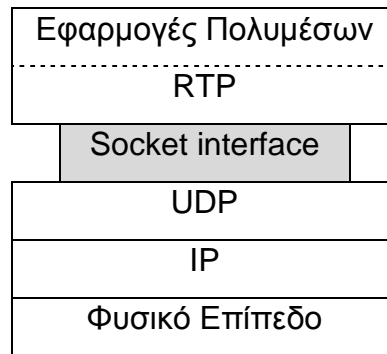 Εφαρμογές Πολυμέσων
RTP
Socket interface
UDP
IP
Φυσικό Επίπεδο